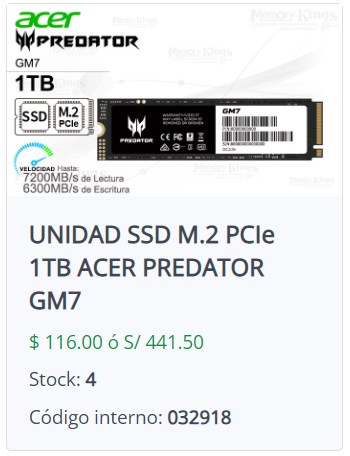 acer
PREDATOR
GM7
1TB
SSD
M.2
PCIe
VELOCIDAD Hasta:
7200MB/s de Lectura
6300MB/s de Escritura
PREDATOR
GM7
UNIDAD SSD M.2 PCIe
1TB ACER PREDATOR
GM7
$ 116.00 ó S/ 441.50
Stock: 4
Código interno: 032918